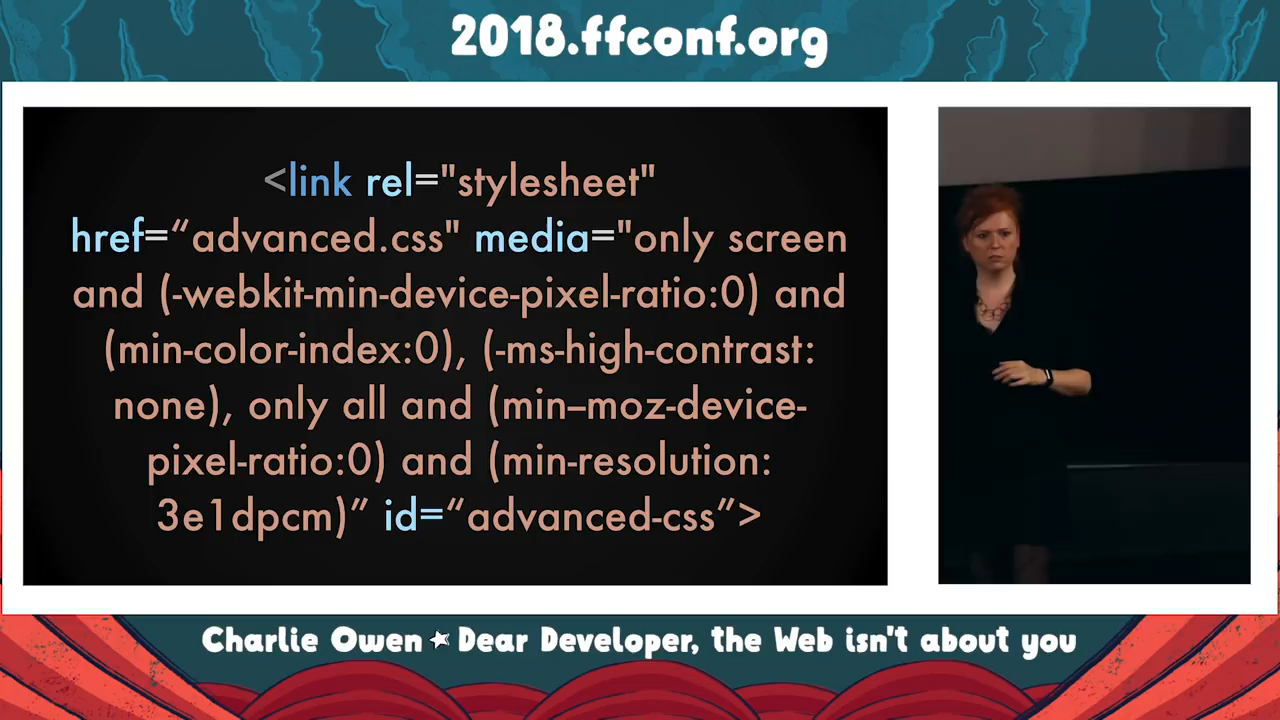 2018.ffconf.org
<link rel="stylesheet"
href=“advanced.css" media="only screen
and (-webkit-min-device-pixel-ratio:0) and
(min-color-index:0), (-ms-high-contrast:
none), only all and (min–moz-device-
pixel-ratio:0) and (min-resolution:
3e1dpcm)” id=“advanced-css”>
Charlie Owen ★ Dear Developer, the Web isn't about you